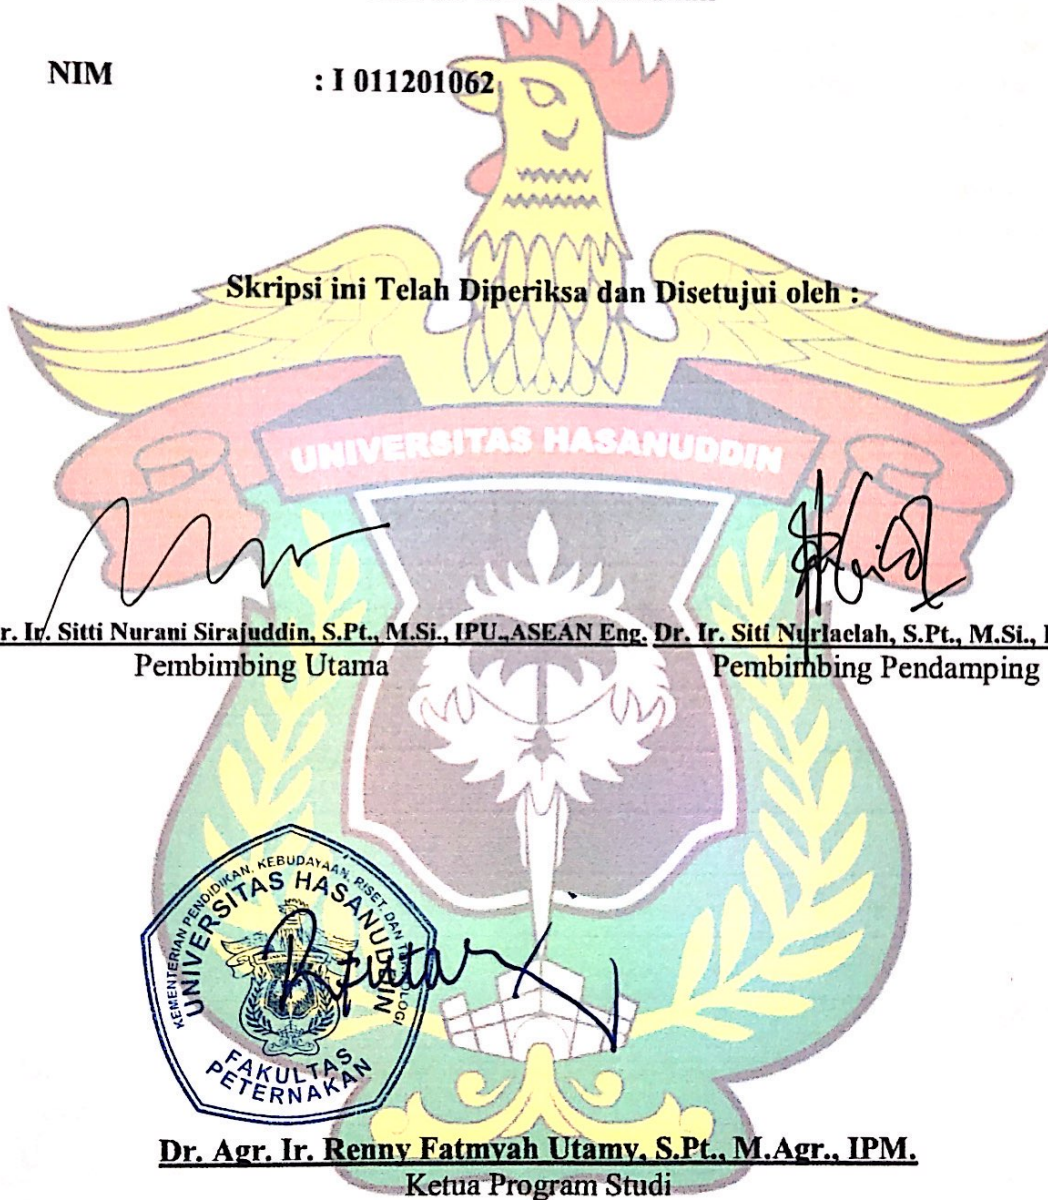 NIM : I 011201062
Skripsi ini Telah Diperiksa dan Disetujui oleh :
UNIVERSITAS HASANUDDIN
r. Ir. Sitti Nurani Sirajuddin, S.Pt., M.Si., IPU.,ASEAN Eng. Dr. Ir. Siti Nurlaelah, S.Pt., M.Si.,
Pembimbing Utama Pembimbing Pendamping
KEMENTERIAN PENDIDIKAN, KEBUDAYAAN, RISET, DAN TEKNOLOGI
UNIVERSITAS HASANUDDIN
FAKULTAS
PETERNAKAN
Dr. Agr. Ir. Renny Fatmyah Utamy, S.Pt., M.Agr., IPM.
Ketua Program Studi